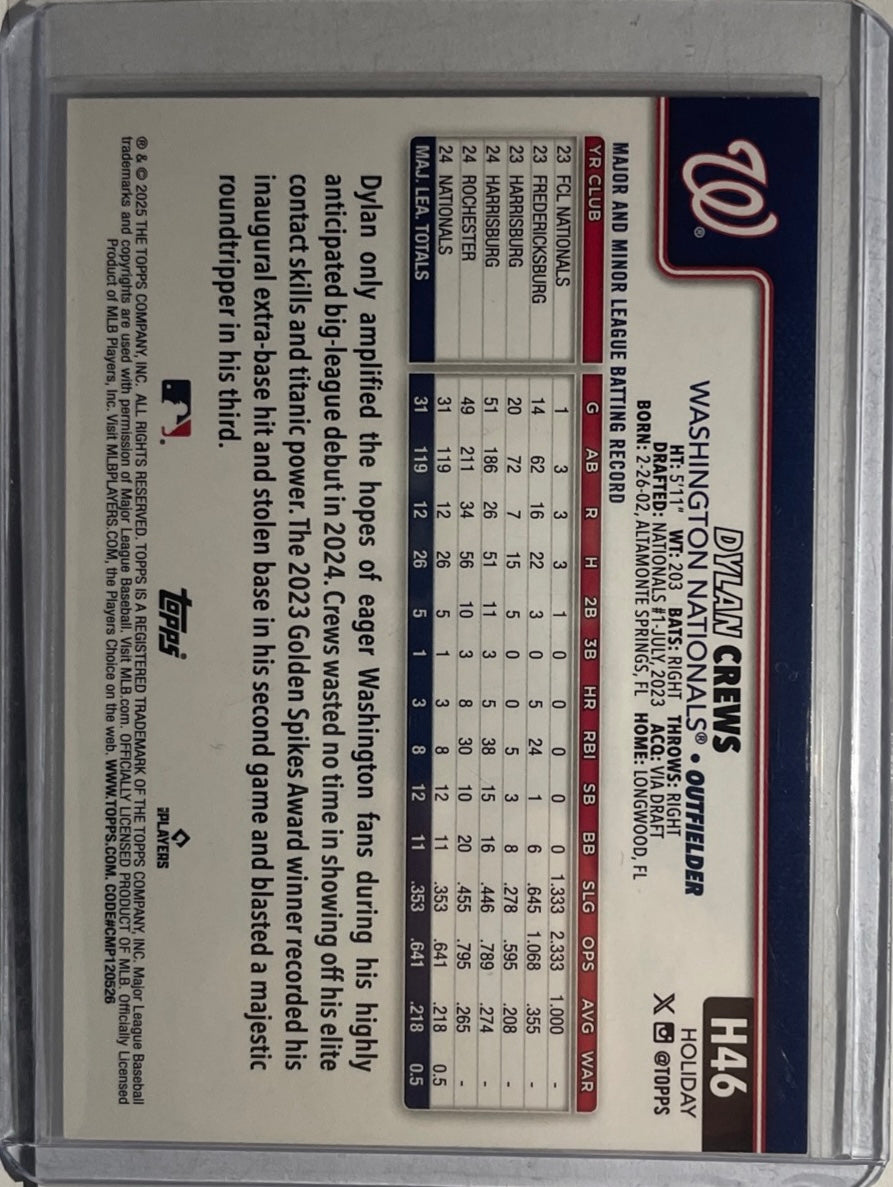 W®
H46
HOLIDAY
X @TOPPS
DYLAN CREWS
WASHINGTON NATIONALS® • OUTFIELDER
HT: 5'11" WT: 203 BATS: RIGHT THROWS: RIGHT
DRAFTED: NATIONALS #1-JULY, 2023 ACQ: VIA DRAFT
BORN: 2-26-02, ALTAMONTE SPRINGS, FL HOME: LONGWOOD, FL
MAJOR AND MINOR LEAGUE BATTING RECORD
YR CLUB G AB R H 2B 3B HR RBI SB BB SLG OPS AVG WAR
23 FCL NATIONALS 1 3 3 3 1 0 0 0 0 0 1.333 2.333 1.000 -
23 FREDERICKSBURG 14 62 16 22 3 0 5 24 1 6 .645 1.068 .355 -
23 HARRISBURG 20 72 7 15 5 0 0 5 3 8 .278 .595 .208 -
24 HARRISBURG 51 186 26 51 11 3 5 38 15 16 .446 .789 .274 -
24 ROCHESTER 49 211 34 56 10 3 8 30 10 20 .455 .795 .265 -
24 NATIONALS 31 119 12 26 5 1 3 8 12 11 .353 .641 .218 0.5
MAJ. LEA. TOTALS 31 119 12 26 5 1 3 8 12 11 .353 .641 .218 0.5
Dylan only amplified the hopes of eager Washington fans during his highly
anticipated big-league debut in 2024. Crews wasted no time in showing off his elite
contact skills and titanic power. The 2023 Golden Spikes Award winner recorded his
inaugural extra-base hit and stolen base in his second game and blasted a majestic
roundtripper in his third.
topps
PLAYERS
® & © 2025 THE TOPPS COMPANY, INC. ALL RIGHTS RESERVED. TOPPS IS A REGISTERED TRADEMARK OF THE TOPPS COMPANY, INC. Major League Baseball
trademarks and copyrights are used with permission of Major League Baseball. Visit MLB.com. OFFICIALLY LICENSED PRODUCT OF MLB. Officially Licensed
Product of MLB Players, Inc. Visit MLBPLAYERS.COM, the Players Choice on the web. WWW.TOPPS.COM. CODE#CMP120526